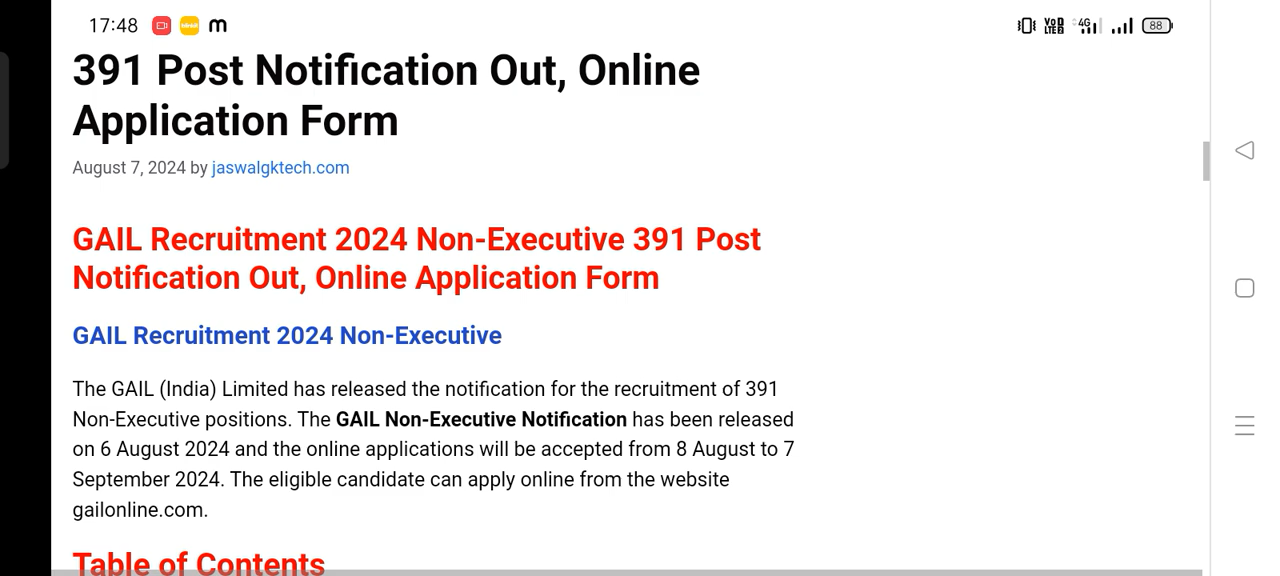 17:48
m
VoD
LTE2
4G
88
391 Post Notification Out, Online
Application Form
August 7, 2024 by jaswalgktech.com
GAIL Recruitment 2024 Non-Executive 391 Post
Notification Out, Online Application Form
GAIL Recruitment 2024 Non-Executive
The GAIL (India) Limited has released the notification for the recruitment of 391
Non-Executive positions. The GAIL Non-Executive Notification has been released
on 6 August 2024 and the online applications will be accepted from 8 August to 7
September 2024. The eligible candidate can apply online from the website
gailonline.com.
Table of Contents